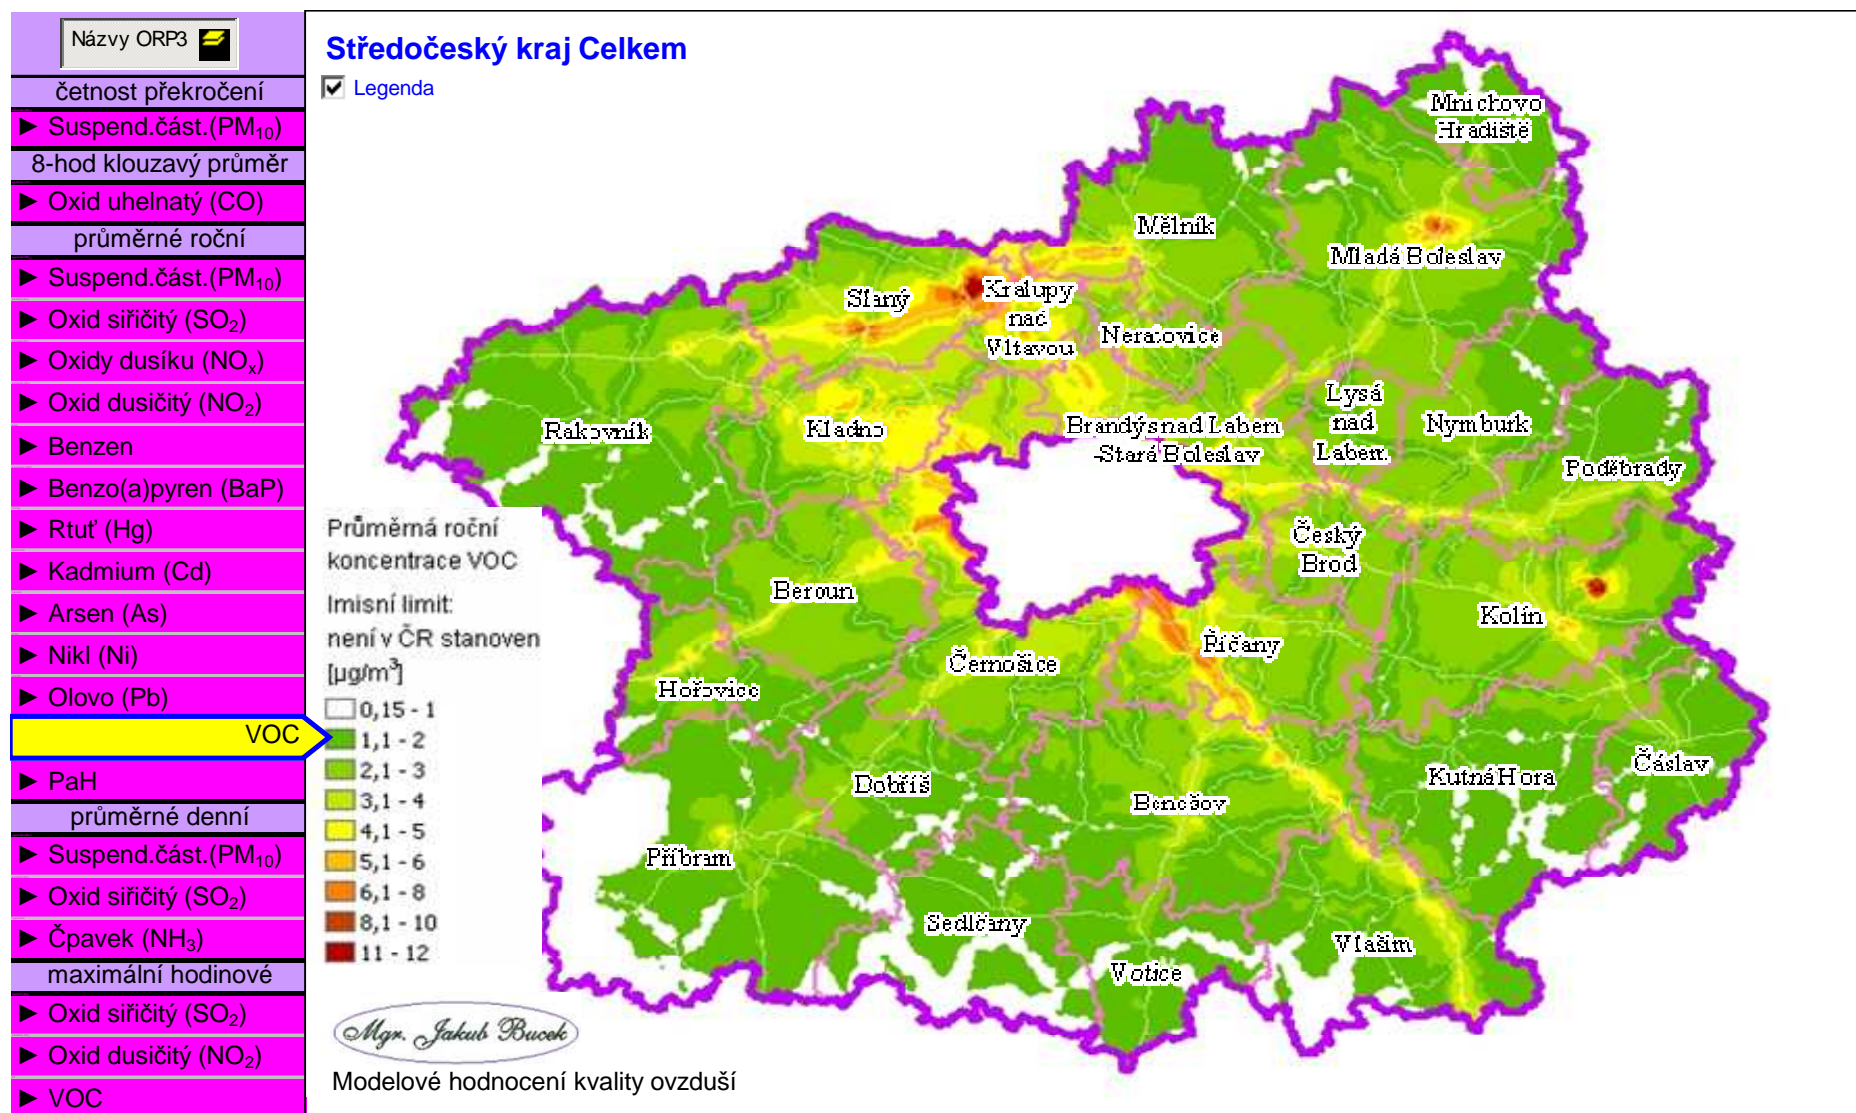 Názvy ORP3
četnost překročení
► Suspend.část.(PM10)
8-hod klouzavý průměr
► Oxid uhelnatý (CO)
průměrné roční
► Suspend.část.(PM10)
► Oxid siřičitý (SO2)
► Oxidy dusíku (NOx)
► Oxid dusičitý (NO2)
► Benzen
► Benzo(a)pyren (BaP)
► Rtuť (Hg)
► Kadmium (Cd)
► Arsen (As)
► Nikl (Ni)
► Olovo (Pb)
VOC
► PaH
průměrné denní
► Suspend.část.(PM10)
► Oxid siřičitý (SO2)
► Čpavek (NH3)
maximální hodinové
► Oxid siřičitý (SO2)
► Oxid dusičitý (NO2)
► VOC
Středočeský kraj Celkem
Legenda
Mnichovo
Hradiště
Mělník
Mladá Boleslav
Slaný
Kralupy
nad
Vltavou
Neratovice
Lysá
nad
Labem
Rakovník
Kladno
Brandýs nad Labem
-Stará Boleslav
Nymburk
Poděbrady
Český
Brod
Beroun
Kolín
Říčany
Černošice
Hořovice
Dobříš
Benešov
Kutná Hora
Čáslav
Příbram
Sedlčany
Vlašim
Votice
Průměrná roční
koncentrace VOC
Imisní limit:
není v ČR stanoven
[µg/m³]
0,15 - 1
1,1 - 2
2,1 - 3
3,1 - 4
4,1 - 5
5,1 - 6
6,1 - 8
8,1 - 10
11 - 12
Mgr. Jakub Bucek
Modelové hodnocení kvality ovzduší